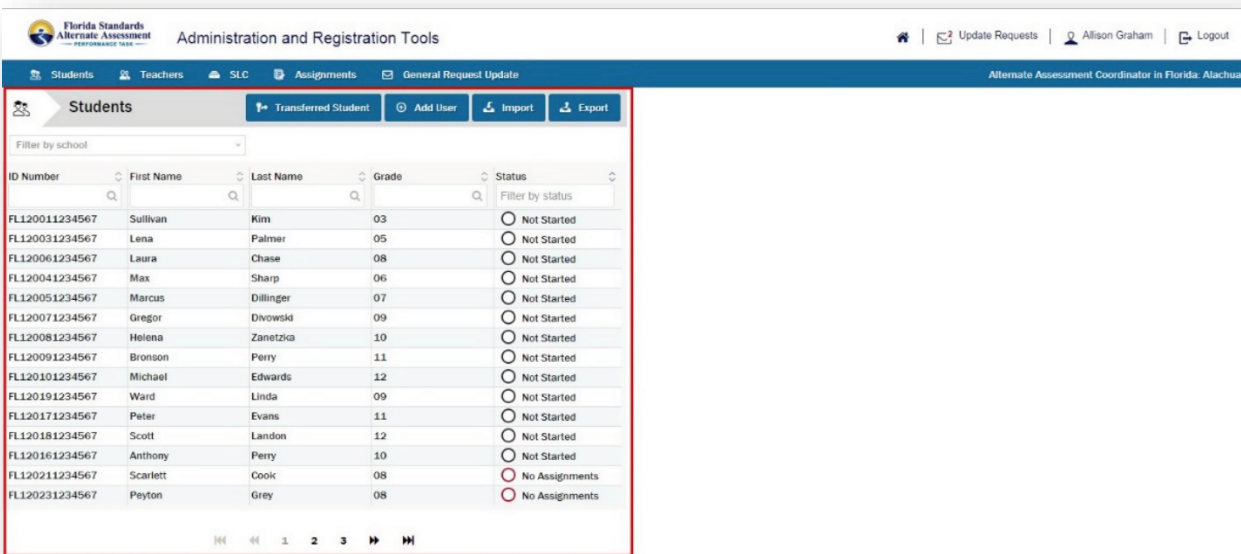 Florida Standards
Alternate Assessment
PERFORMANCE TASK
Administration and Registration Tools
2 Update Requests | Allison Graham | Logout
Students Teachers SLC Assignments General Request Update Alternate Assessment Coordinator in Florida: Alachua
Students Transferred Student Add User Import Export
Filter by school
ID Number First Name Last Name Grade Status
Filter by status
FL120011234567 Sullivan Kim 03 Not Started
FL120031234567 Lena Palmer 05 Not Started
FL120061234567 Laura Chase 08 Not Started
FL120041234567 Max Sharp 06 Not Started
FL120051234567 Marcus Dillinger 07 Not Started
FL120071234567 Gregor Divowski 09 Not Started
FL120081234567 Helena Zanetzka 10 Not Started
FL120091234567 Bronson Perry 11 Not Started
FL120101234567 Michael Edwards 12 Not Started
FL120191234567 Ward Linda 09 Not Started
FL120171234567 Peter Evans 11 Not Started
FL120181234567 Scott Landon 12 Not Started
FL120161234567 Anthony Perry 10 Not Started
FL120211234567 Scarlett Cook 08 No Assignments
FL120231234567 Peyton Grey 08 No Assignments
1 2 3